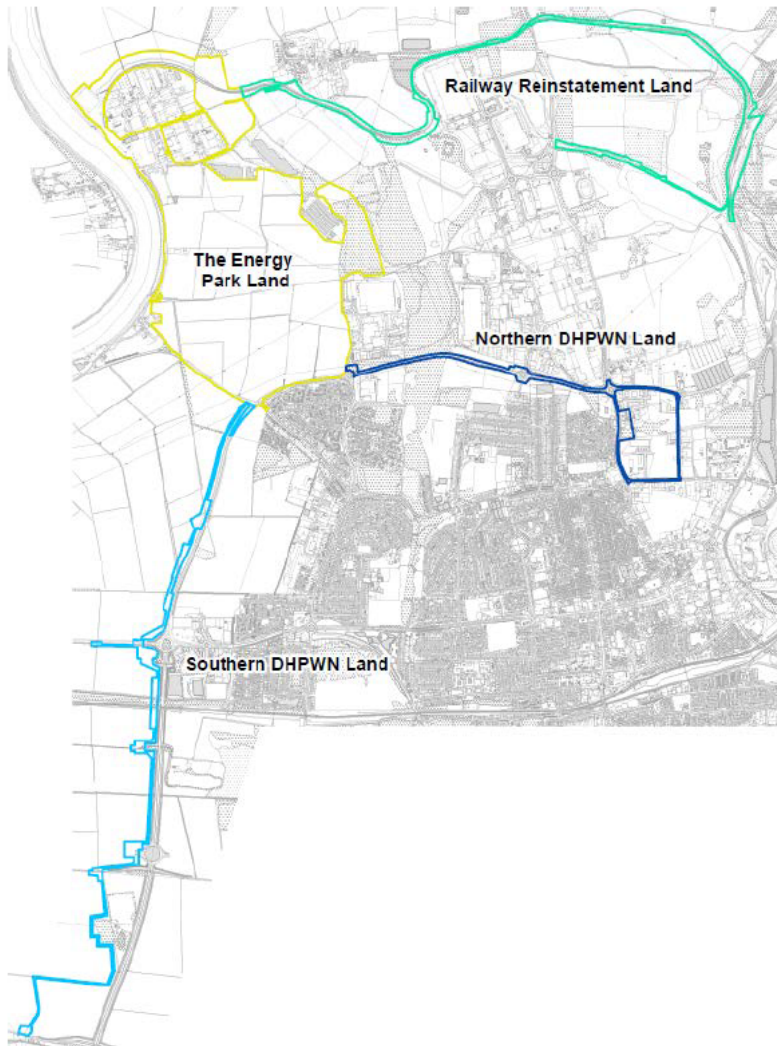 Railway Reinstatement Land
The Energy
Park Land
Northern DHPWN Land
Southern DHPWN Land